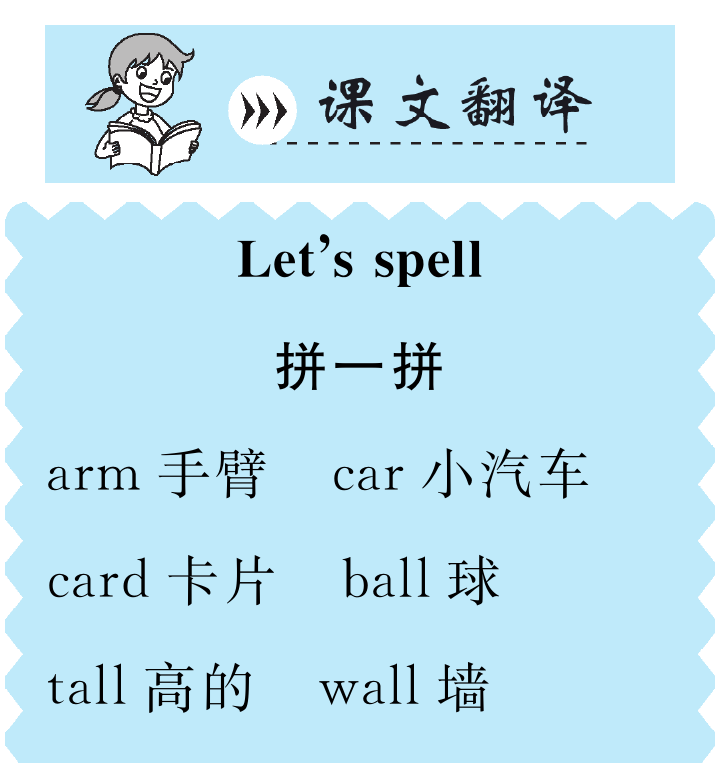 课文翻译
Let's spell
拼一拼
arm 手臂 car 小汽车
card 卡片 ball 球
tall 高的 wall 墙